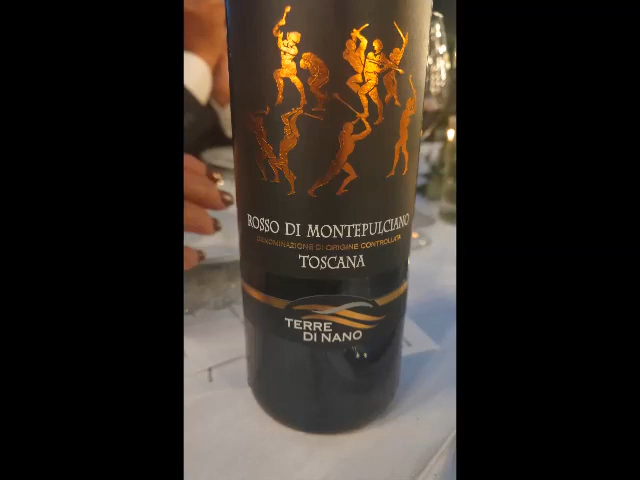 ROSSO DI MONTEPULCIANO
DENOMINAZIONE DI ORIGINE CONTROLLATA
TOSCANA
TERRE
DI NANO